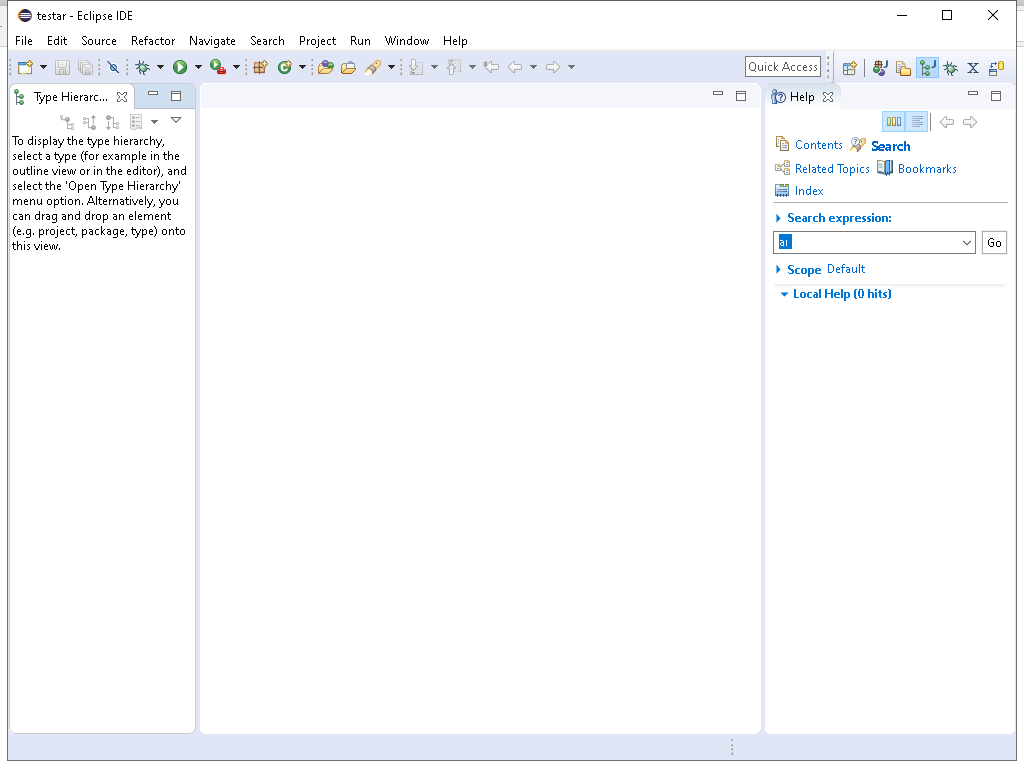 testar - Eclipse IDE
File Edit Source Refactor Navigate Search Project Run Window Help
Quick Access
Type Hierarc...
Help
To display the type hierarchy,
select a type (for example in the
outline view or in the editor), and
select the 'Open Type Hierarchy'
menu option. Alternatively, you
can drag and drop an element
(e.g. project, package, type) onto
this view.
Contents Search
Related Topics Bookmarks
Index
Search expression:
Go
Scope Default
Local Help (0 hits)